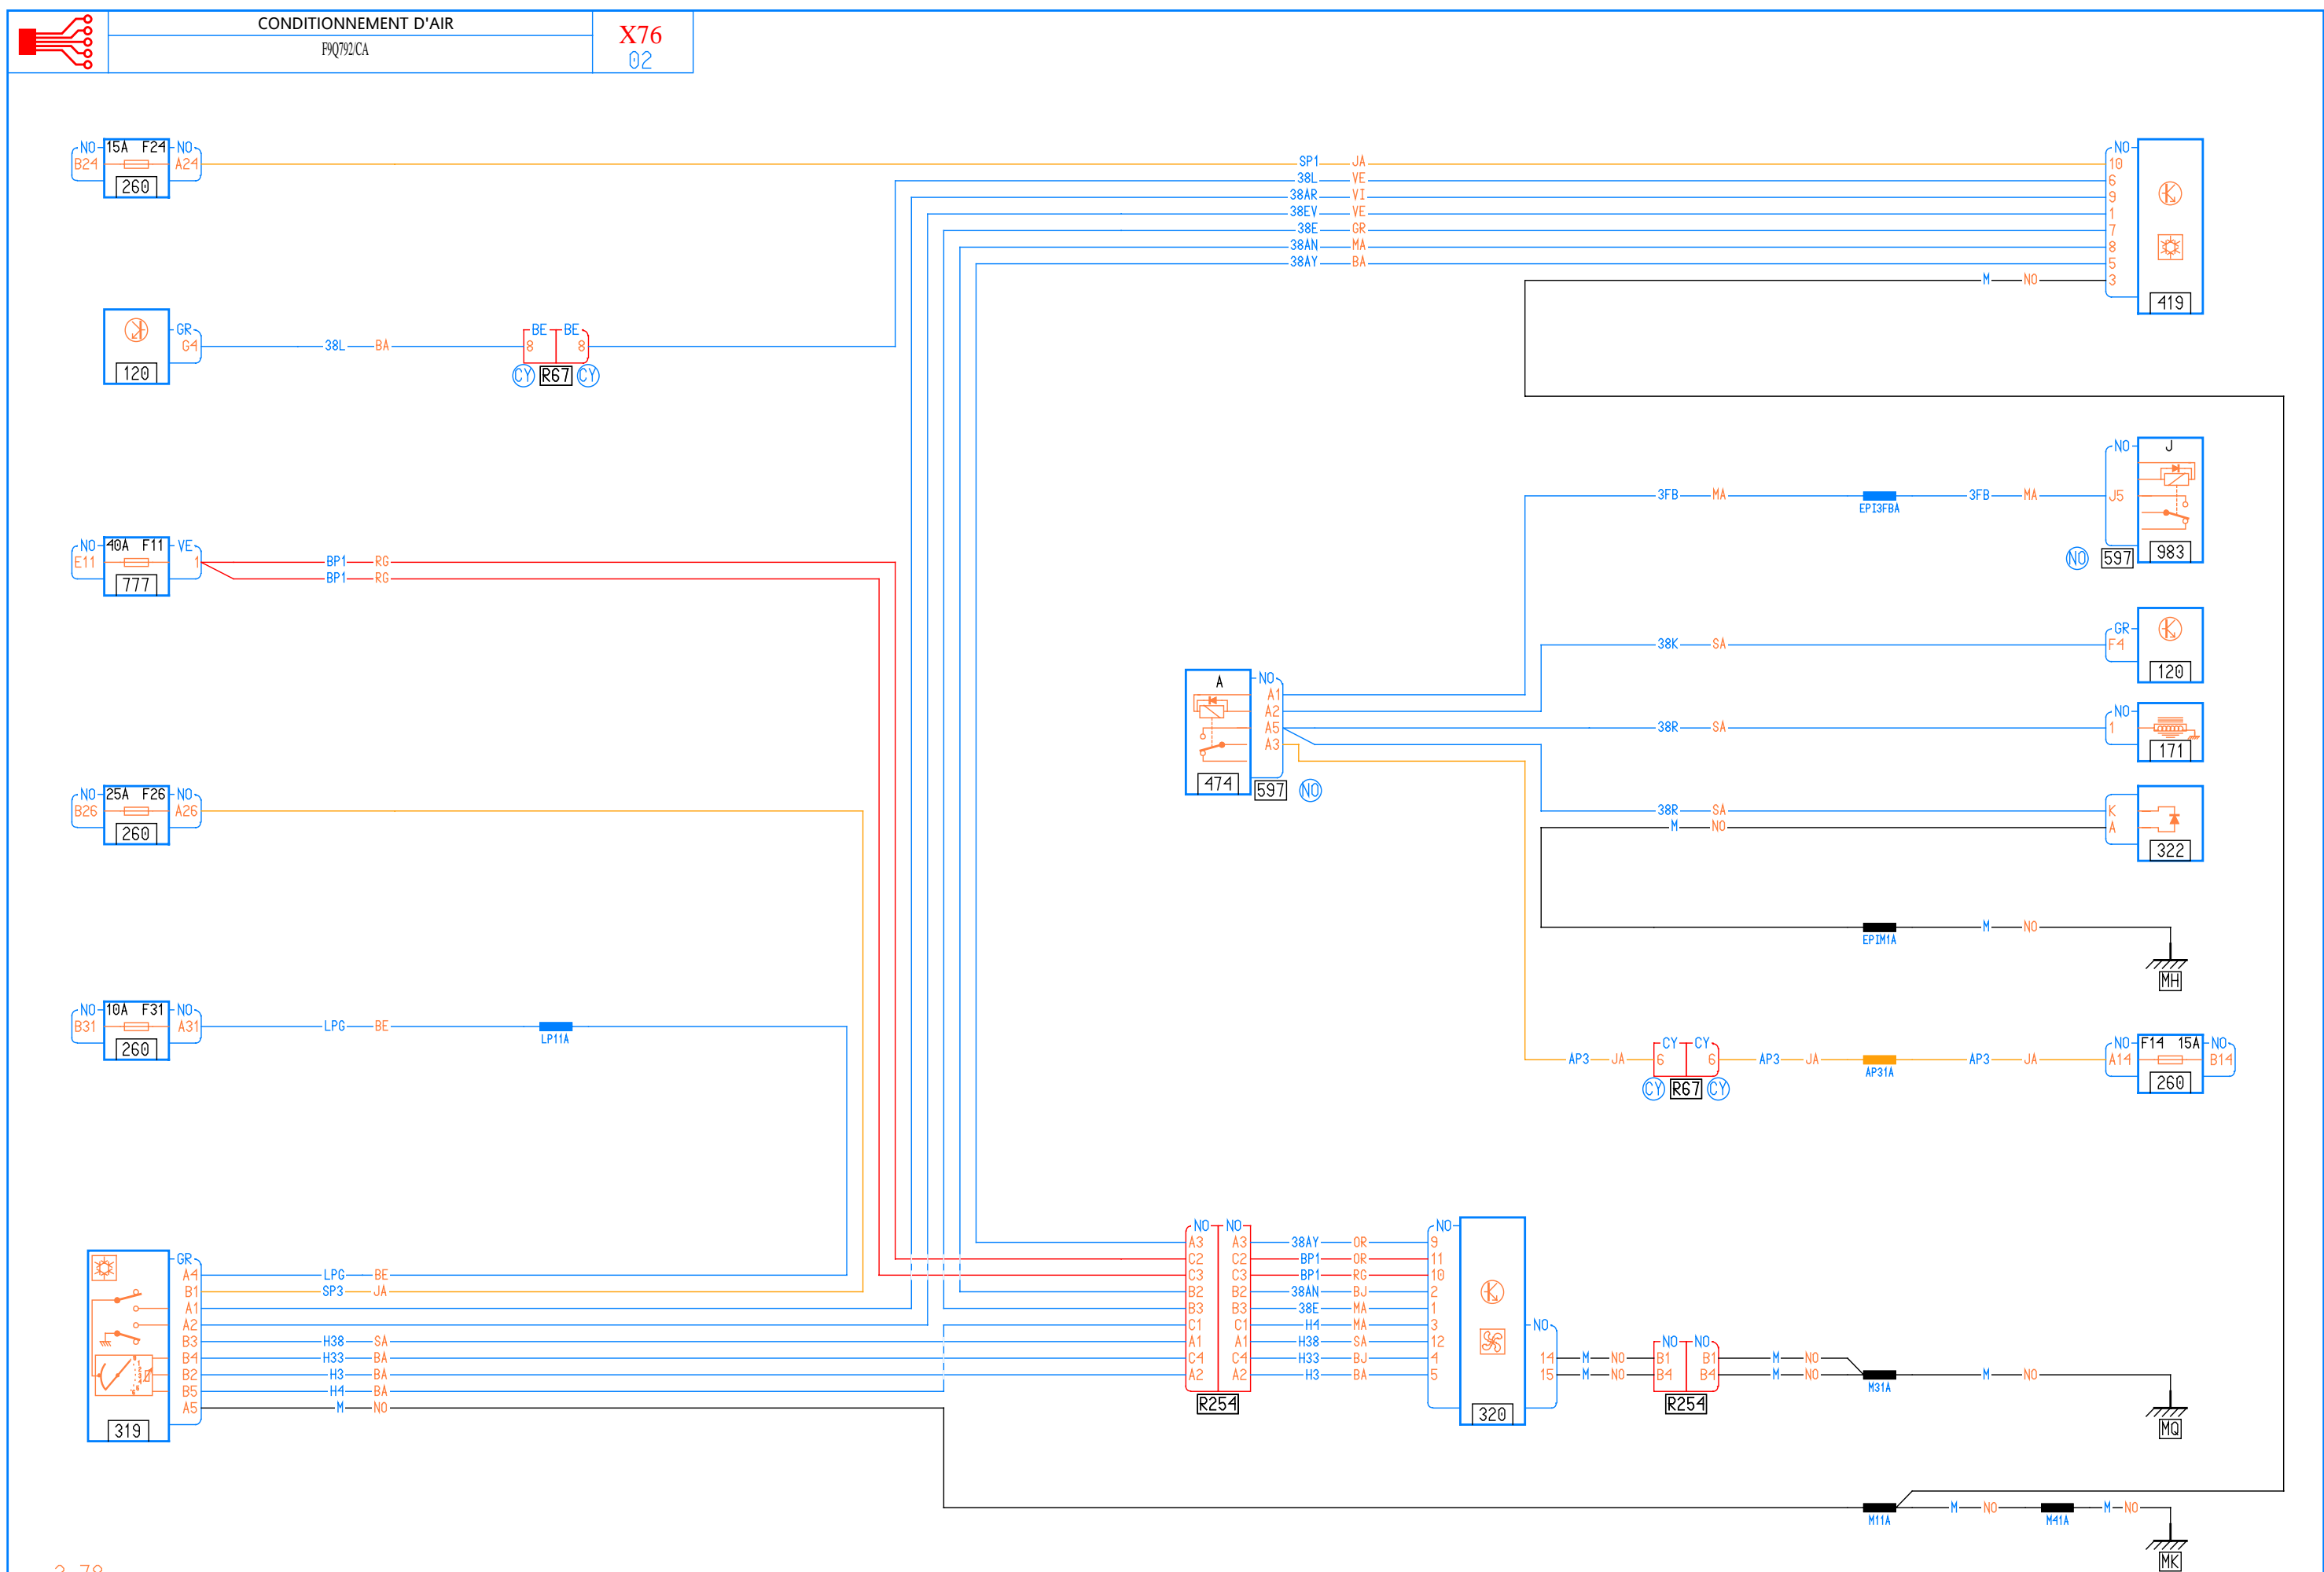 CONDITIONNEMENT D'AIR
F9Q792/CA
X76
02
NO 15A F24 NO
B24 A24
260
SP1 JA
38L VE
38AR VI
38EV VE
38E GR
38AN MA
38AY BA
M NO
NO
10
6
9
1
7
8
5
3
419
GR
G4
120
38L BA
BE BE
8 8
CY R67 CY
NO J
J5
NO 597 983
3FB MA
EPI3FBA
3FB MA
NO 40A F11 VE
E11 1
777
BP1 RG
BP1 RG
38K SA
GR
F4
120
A NO
A1
A2
A5
A3
474 597 NO
38R SA
NO
1
171
38R SA
M NO
K
A
322
NO 25A F26 NO
B26 A26
260
EPIM1A
M NO
MH
NO 10A F31 NO
B31 A31
260
LPG BE
LP11A
AP3 JA
CY CY
6 6
CY R67 CY
AP3 JA
AP31A
AP3 JA
NO F14 15A NO
A14 B14
260
GR
A4 LPG BE
B1 SP3 JA
A1
A2
B3 H38 SA
B4 H33 BA
B2 H3 BA
B5 H4 BA
A5 M NO
319
NO NO
A3 A3 38AY OR 9
C2 C2 BP1 OR 11
C3 C3 BP1 RG 10
B2 B2 38AN BJ 2
B3 B3 38E MA 1
C1 C1 H4 MA 3
A1 A1 H38 SA 12
C4 C4 H33 BJ 4
A2 A2 H3 BA 5
R254
NO
320
NO
14 M NO
15 M NO
NO NO
B1 B1 M NO
B4 B4 M NO
R254
M31A
M NO
MQ
M11A
M NO
M41A
M NO
MK